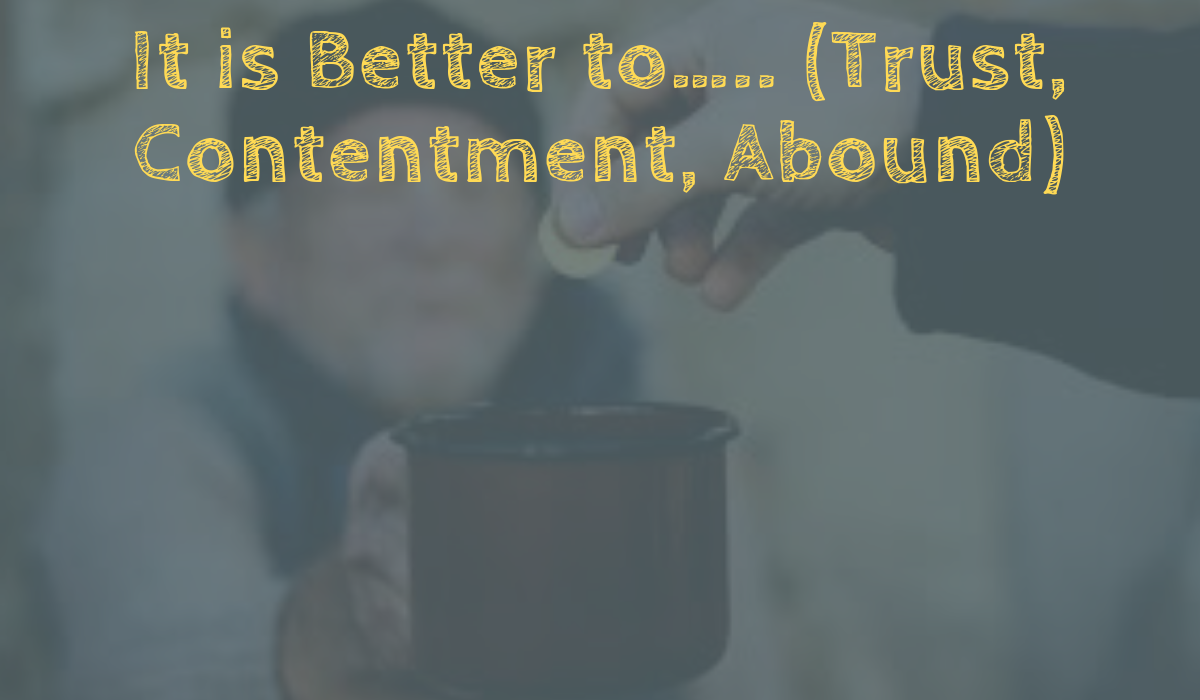 It is Better to..... (Trust,
Contentment, Abound)